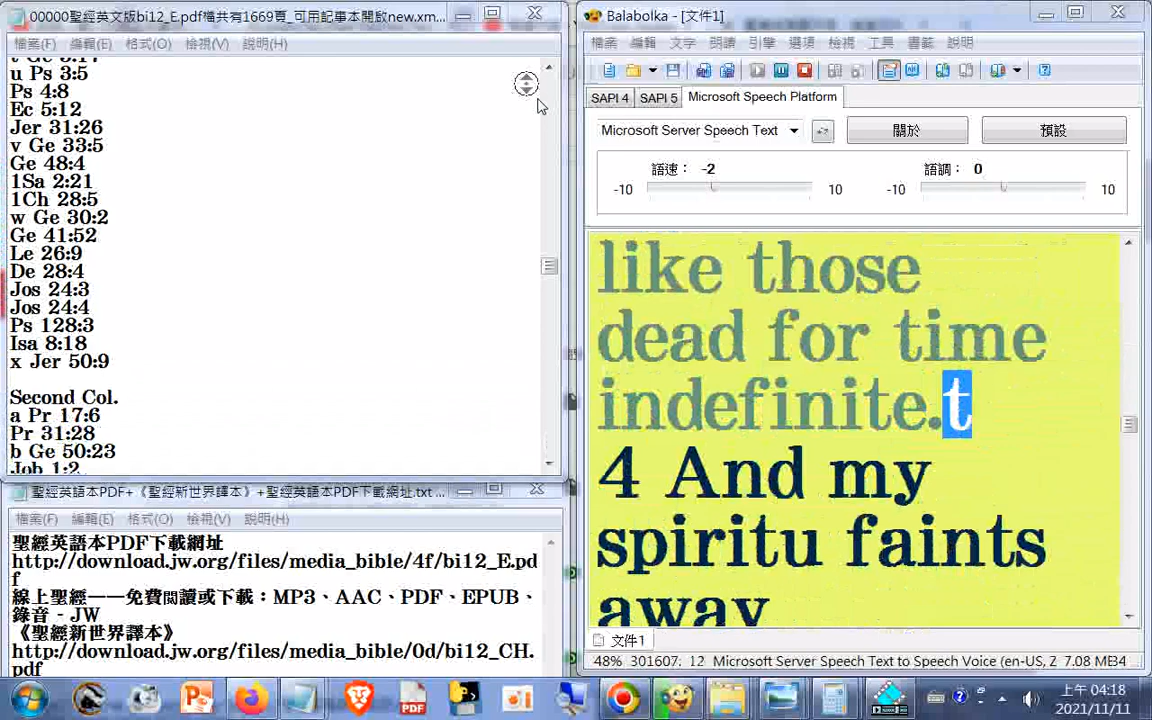 00000聖經英文版bi12_E.pdf檔共有1669頁_可用記事本開啟new.xm...
檔案(F) 編輯(E) 格式(O) 檢視(V) 說明(H)
t Ge 3:17
u Ps 3:5
Ps 4:8
Ec 5:12
Jer 31:26
v Ge 33:5
Ge 48:4
1Sa 2:21
1Ch 28:5
w Ge 30:2
Ge 41:52
Le 26:9
De 28:4
Jos 24:3
Jos 24:4
Ps 128:3
Isa 8:18
x Jer 50:9
Second Col.
a Pr 17:6
Pr 31:28
b Ge 50:23
Job 1:2
聖經英語本PDF+《聖經新世界譯本》+聖經英語本PDF下載網址.txt ...
檔案(F) 編輯(E) 格式(O) 檢視(V) 說明(H)
聖經英語本PDF下載網址
http://download.jw.org/files/media_bible/4f/bi12_E.pd
f
線上聖經——免費閱讀或下載：MP3、AAC、PDF、EPUB、
錄音 - JW
《聖經新世界譯本》
http://download.jw.org/files/media_bible/0d/bi12_CH.
pdf
Balabolka - [文件1]
檔案 編輯 文字 朗讀 引擎 選項 檢視 工具 書籤 說明
SAPI 4 SAPI 5 Microsoft Speech Platform
Microsoft Server Speech Text 關於 預設
語速： -2 語調： 0
-10 10 -10 10
like those
dead for time
indefinite.t
4 And my
spiritu faints
away
文件1
48% 301607: 12 Microsoft Server Speech Text to Speech Voice (en-US, Z 7.08 MB34
上午 04:18
2021/11/11